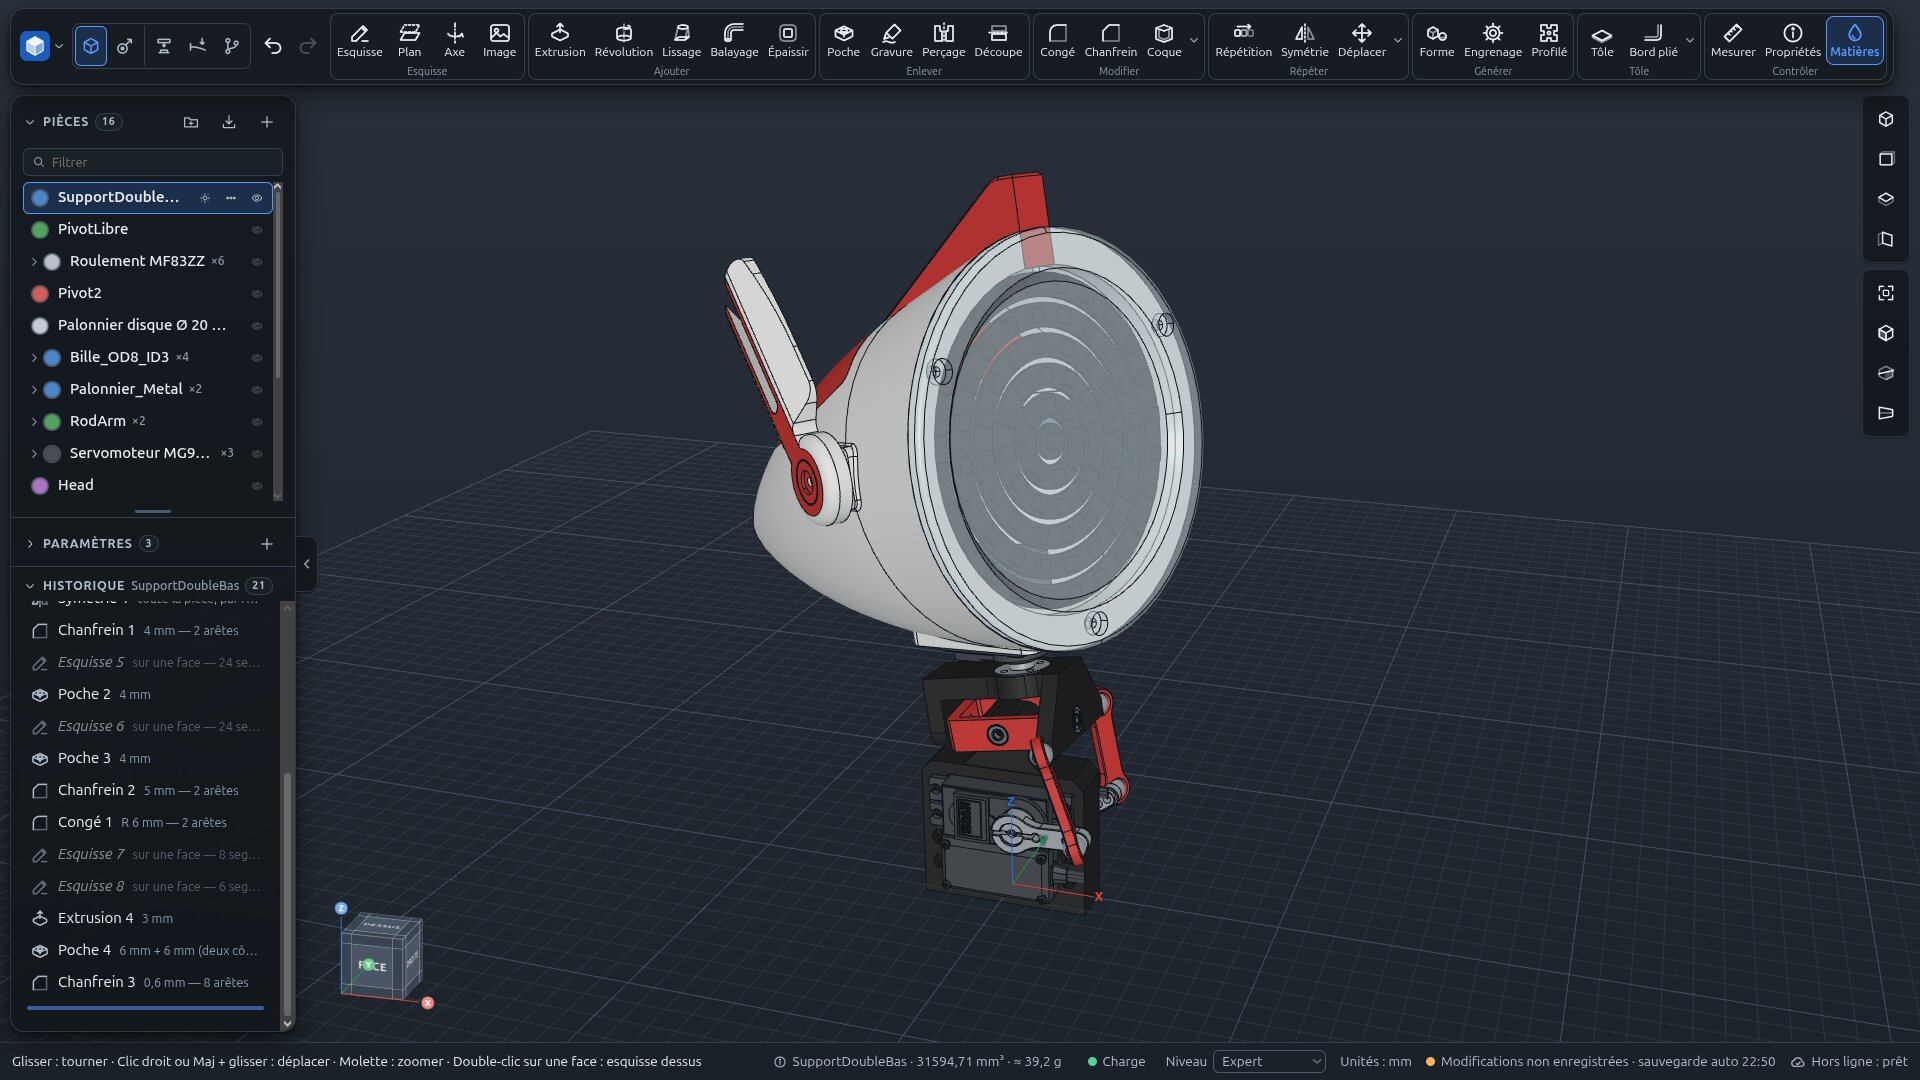 Esquisse
Plan
Axe
Image
Esquisse
Extrusion
Révolution
Lissage
Balayage
Épaissir
Ajouter
Poche
Gravure
Perçage
Découpe
Enlever
Congé
Chanfrein
Coque
Modifier
Répétition
Symétrie
Déplacer
Répéter
Forme
Engrenage
Profilé
Générer
Tôle
Bord plié
Tôle
Mesurer
Propriétés
Matières
Contrôler
PIÈCES 16
Filtrer
SupportDouble...
PivotLibre
Roulement MF83ZZ ×6
Pivot2
Palonnier disque Ø 20 ...
Bille_OD8_ID3 ×4
Palonnier_Metal ×2
RodArm ×2
Servomoteur MG9... ×3
Head
PARAMÈTRES 3
HISTORIQUE SupportDoubleBas 21
Chanfrein 1 4 mm — 2 arêtes
Esquisse 5 sur une face — 24 se...
Poche 2 4 mm
Esquisse 6 sur une face — 24 se...
Poche 3 4 mm
Chanfrein 2 5 mm — 2 arêtes
Congé 1 R 6 mm — 2 arêtes
Esquisse 7 sur une face — 8 seg...
Esquisse 8 sur une face — 6 seg...
Extrusion 4 3 mm
Poche 4 6 mm + 6 mm (deux cô...
Chanfrein 3 0,6 mm — 8 arêtes
Z
X
Z
DESSUS
Y
X
Glisser : tourner · Clic droit ou Maj + glisser : déplacer · Molette : zoomer · Double-clic sur une face : esquisse dessus
SupportDoubleBas · 31594,71 mm³ · ≈ 39,2 g
Charge
Niveau
Expert
Unités : mm
Modifications non enregistrées · sauvegarde auto 22:50
Hors ligne : prêt